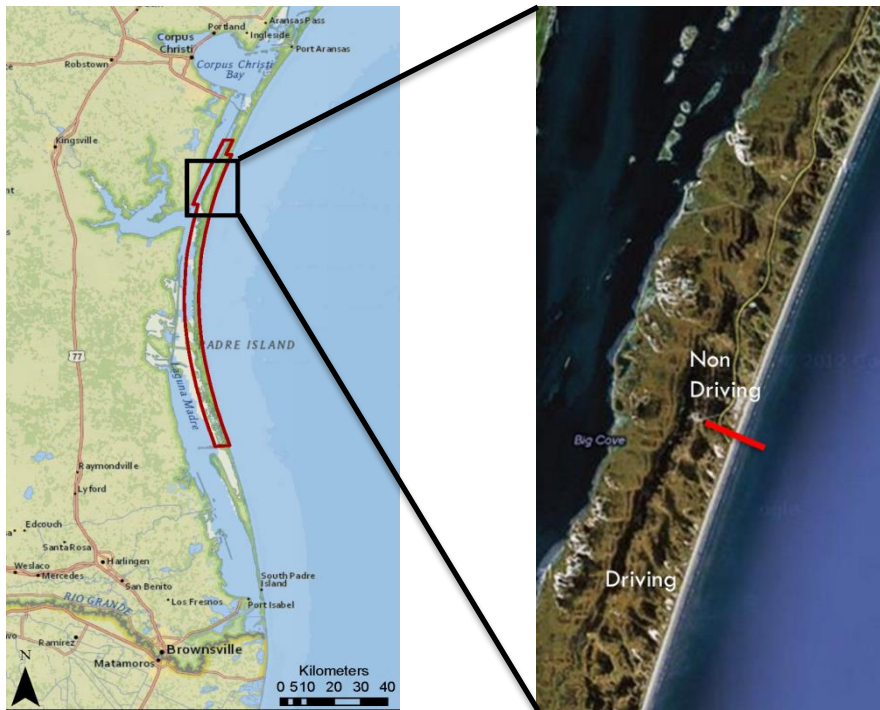 Aransas Pass
Portland
Ingleside
Corpus
Christi
Port Aransas
Robstown
Corpus Christi
Bay
Kingsville
77
PADRE ISLAND
Laguna Madre
Raymondville
Lyford
Edcouch
Santa Rosa
Weslaco
Harlingen
Mercedes
San Benito
South Padre
Island
RIO GRANDE
Los Fresnos
Port Isabel
Ramirez
Brownsville
Matamoros
N
Kilometers
0 5 10 20 30 40
Non
Driving
Big Cove
Driving